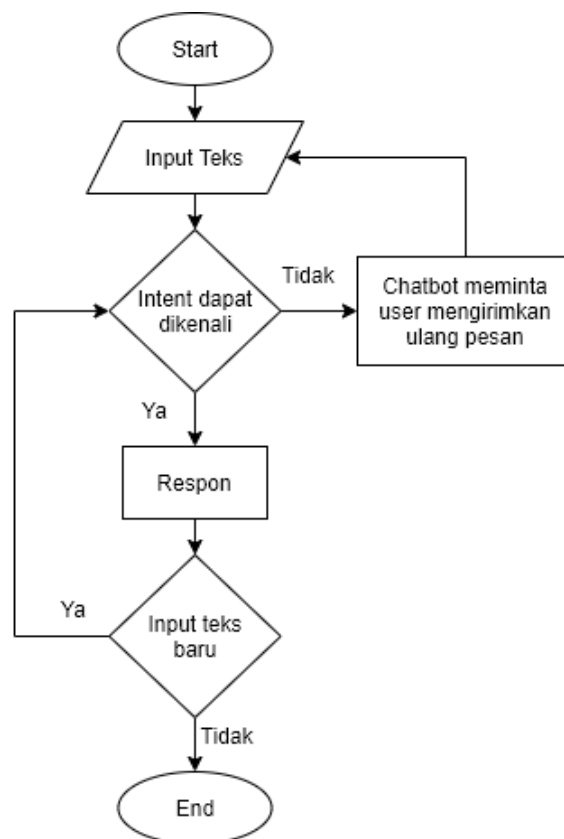 Start
Input Teks
Intent dapat
dikenali
Tidak
Chatbot meminta
user mengirimkan
ulang pesan
Ya
Respon
Ya
Input teks
baru
Tidak
End